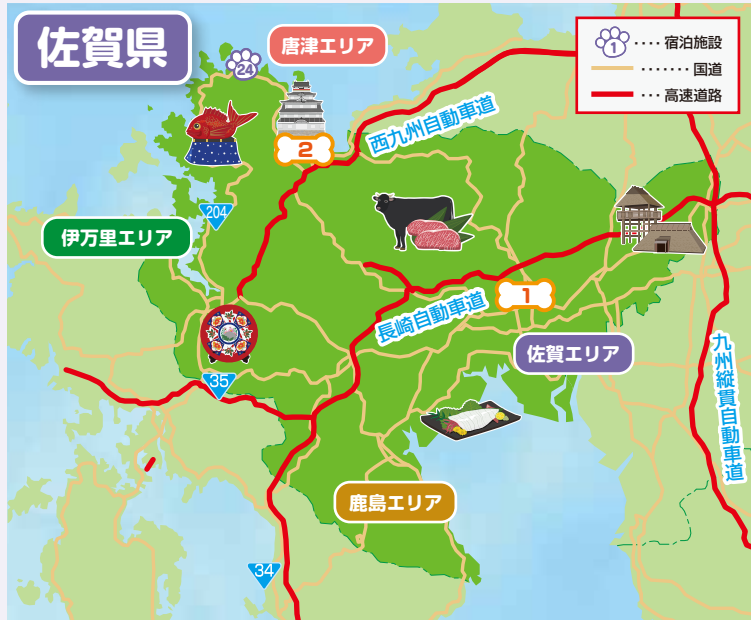 佐賀県
唐津エリア
24
1
‥‥宿泊施設
‥‥‥‥国道
‥‥高速道路
2
西九州自動車道
204
伊万里エリア
1
長崎自動車道
佐賀エリア
35
九州縦貫自動車道
鹿島エリア
34